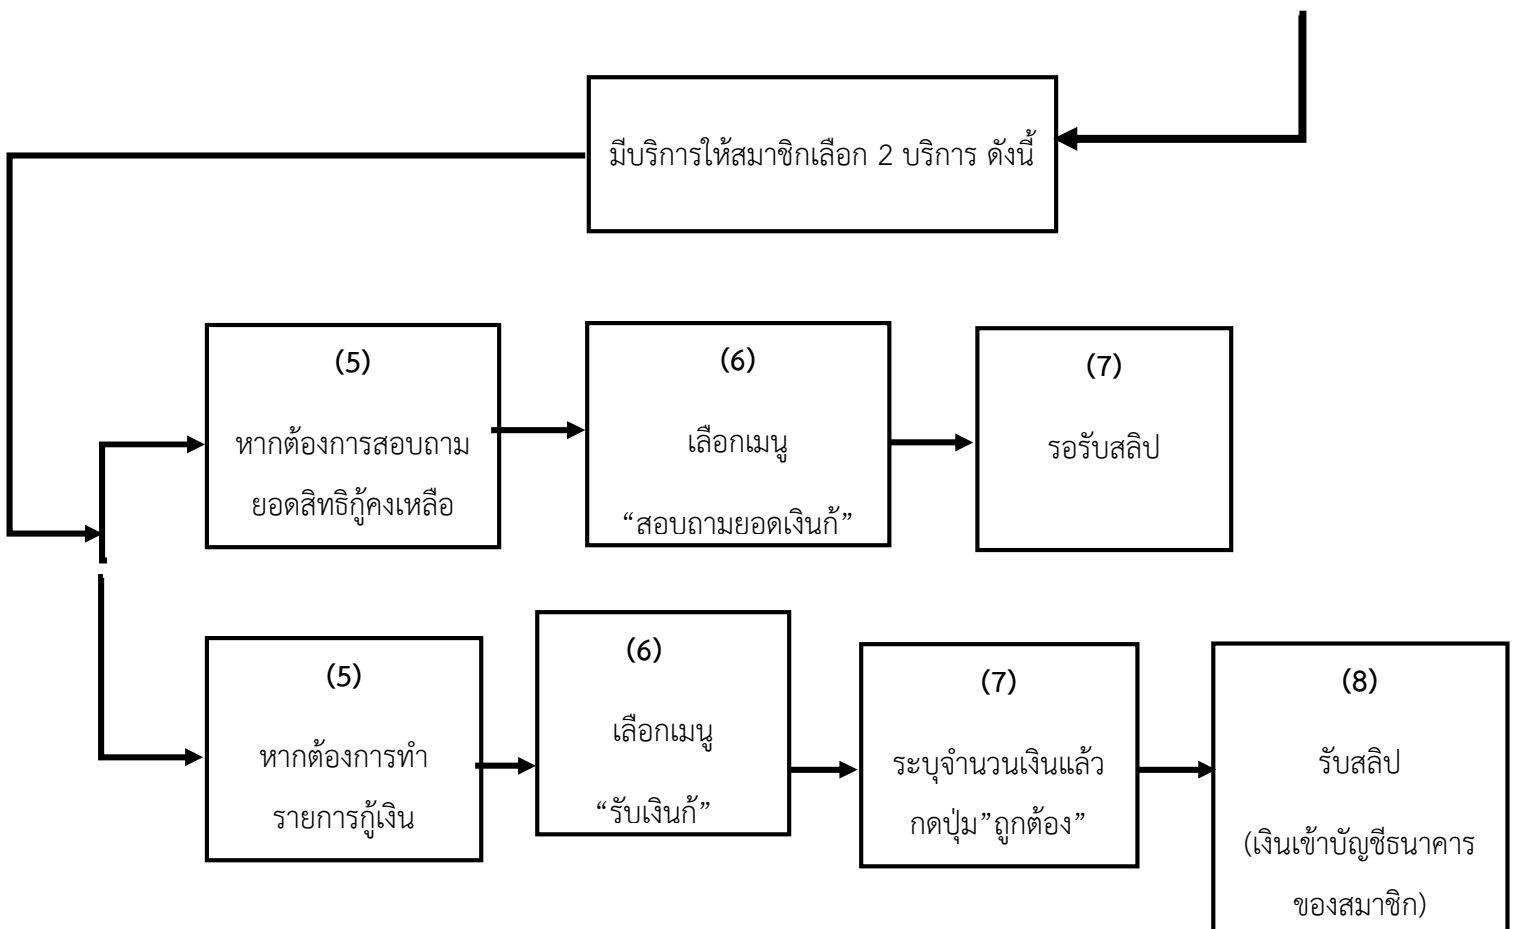 มีบริการให้สมาชิกเลือก 2 บริการ ดังนี้
(5)
หากต้องการสอบถาม
ยอดสิทธิกู้คงเหลือ
(6)
เลือกเมนู
“สอบถามยอดเงินกู้”
(7)
รอรับสลิป
(5)
หากต้องการทำ
รายการกู้เงิน
(6)
เลือกเมนู
“รับเงินกู้”
(7)
ระบุจำนวนเงินแล้ว
กดปุ่ม”ถูกต้อง”
(8)
รับสลิป
(เงินเข้าบัญชีธนาคาร
ของสมาชิก)